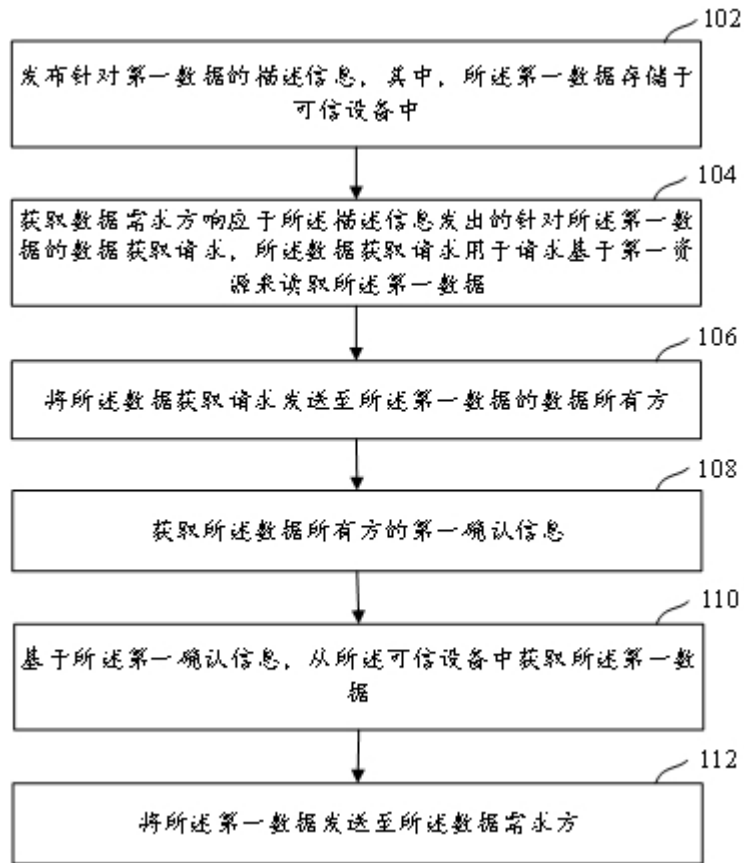 102
发布针对第一数据的描述信息，其中，所述第一数据存储于
可信设备中
104
获取数据需求方响应于所述描述信息发出的针对所述第一数
据的数据获取请求，所述数据获取请求用于请求基于第一资
源来读取所述第一数据
106
将所述数据获取请求发送至所述第一数据的数据所有方
108
获取所述数据所有方的第一确认信息
110
基于所述第一确认信息，从所述可信设备中获取所述第一数
据
112
将所述第一数据发送至所述数据需求方